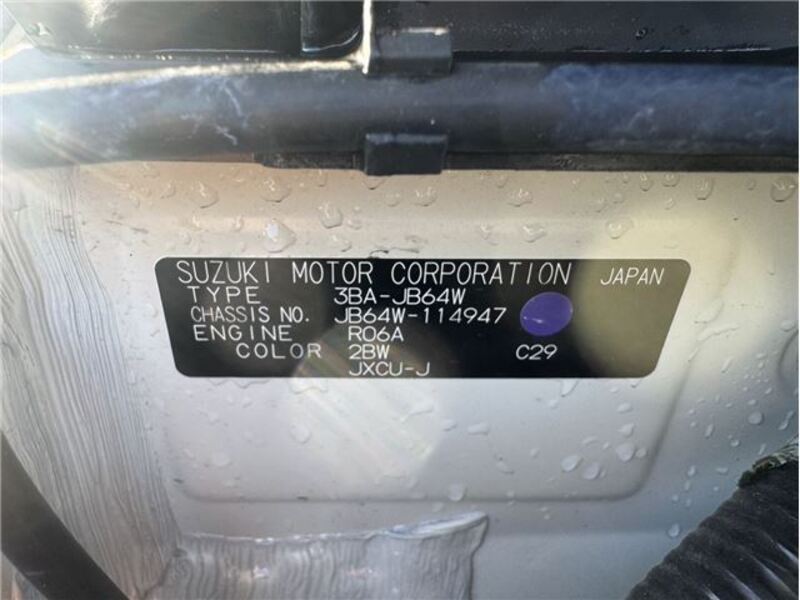 SUZUKI MOTOR CORPORATION JAPAN
TYPE 3BA-JB64W
CHASSIS NO. JB64W-114947
ENGINE R06A
COLOR 2BW C29
JXCU-J